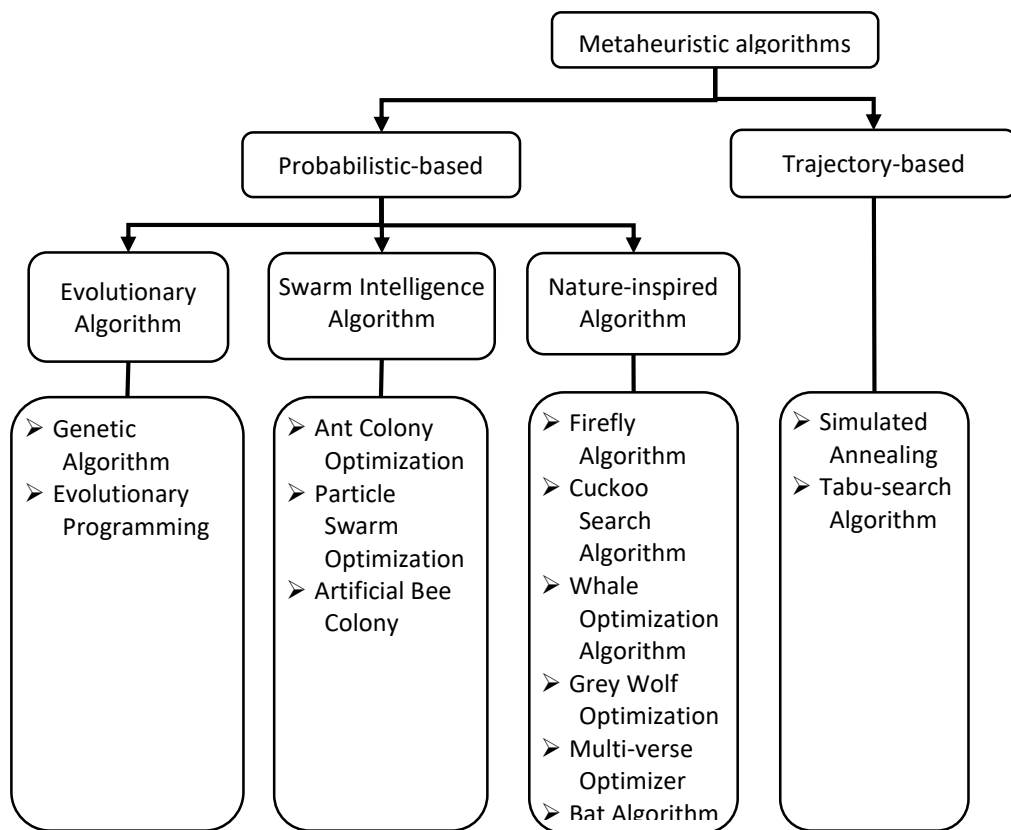 Metaheuristic algorithms
Probabilistic-based
Trajectory-based
Evolutionary
Algorithm
Swarm Intelligence
Algorithm
Nature-inspired
Algorithm
➢ Genetic
Algorithm
➢ Evolutionary
Programming
➢ Ant Colony
Optimization
➢ Particle
Swarm
Optimization
➢ Artificial Bee
Colony
➢ Firefly
Algorithm
➢ Cuckoo
Search
Algorithm
➢ Whale
Optimization
Algorithm
➢ Grey Wolf
Optimization
➢ Multi-verse
Optimizer
➢ Bat Algorithm
➢ Simulated
Annealing
➢ Tabu-search
Algorithm